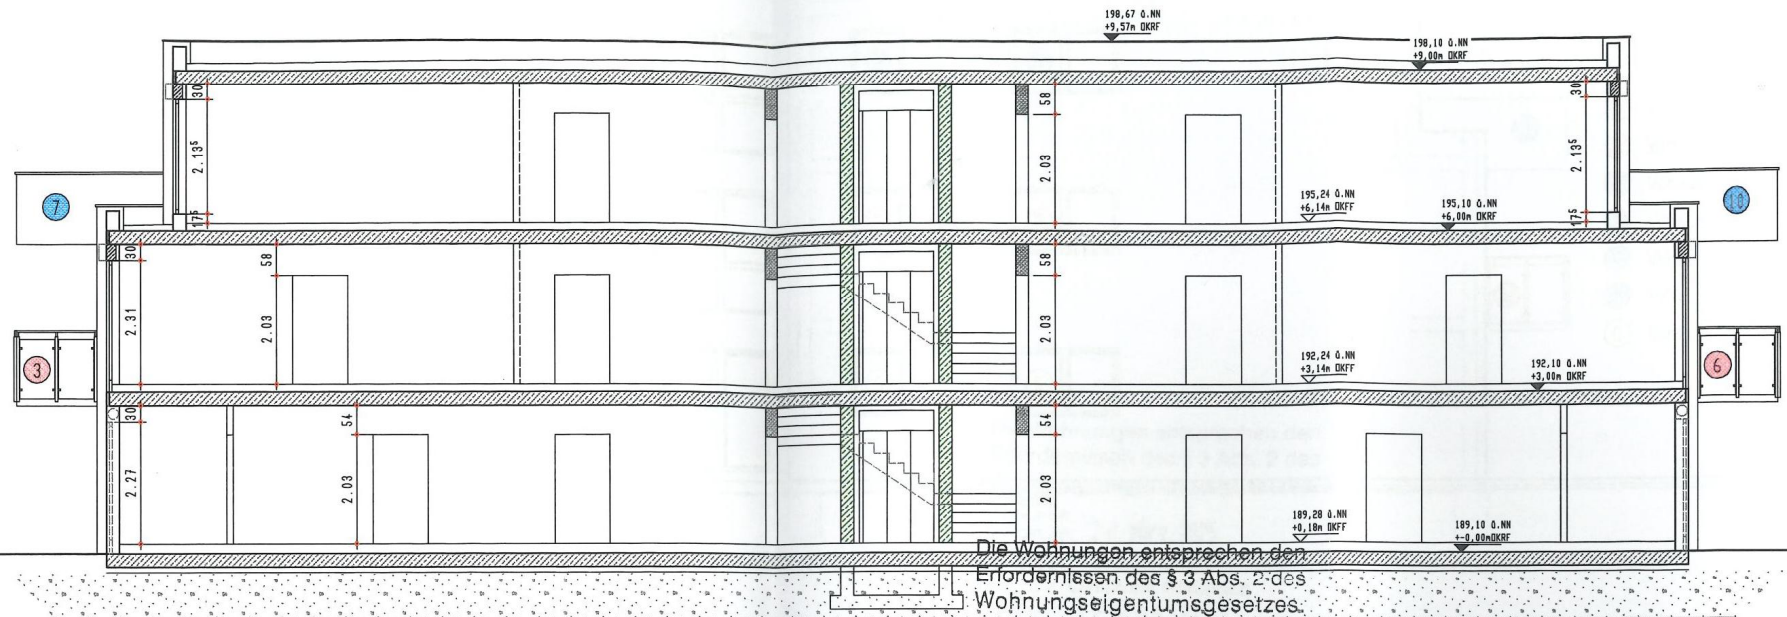 198,67 ü.NN
+9,57m OKRF
198,10 ü.NN
+9,00m OKRF
30
58
30
2.13⁵
2.03
2.13⁵
7
10
17⁵
195,24 ü.NN
+6,14m OKFF
195,10 ü.NN
+6,00m OKRF
17⁵
30
58
58
2.31
2.03
2.03
3
6
192,24 ü.NN
+3,14m OKFF
192,10 ü.NN
+3,00m OKRF
30
54
54
2.27
2.03
2.03
189,28 ü.NN
+0,18m OKFF
189,10 ü.NN
+-0,00mOKRF
Die Wohnungen entsprechen den
Erfordernissen des § 3 Abs. 2 des
Wohnungseigentumsgesetzes.